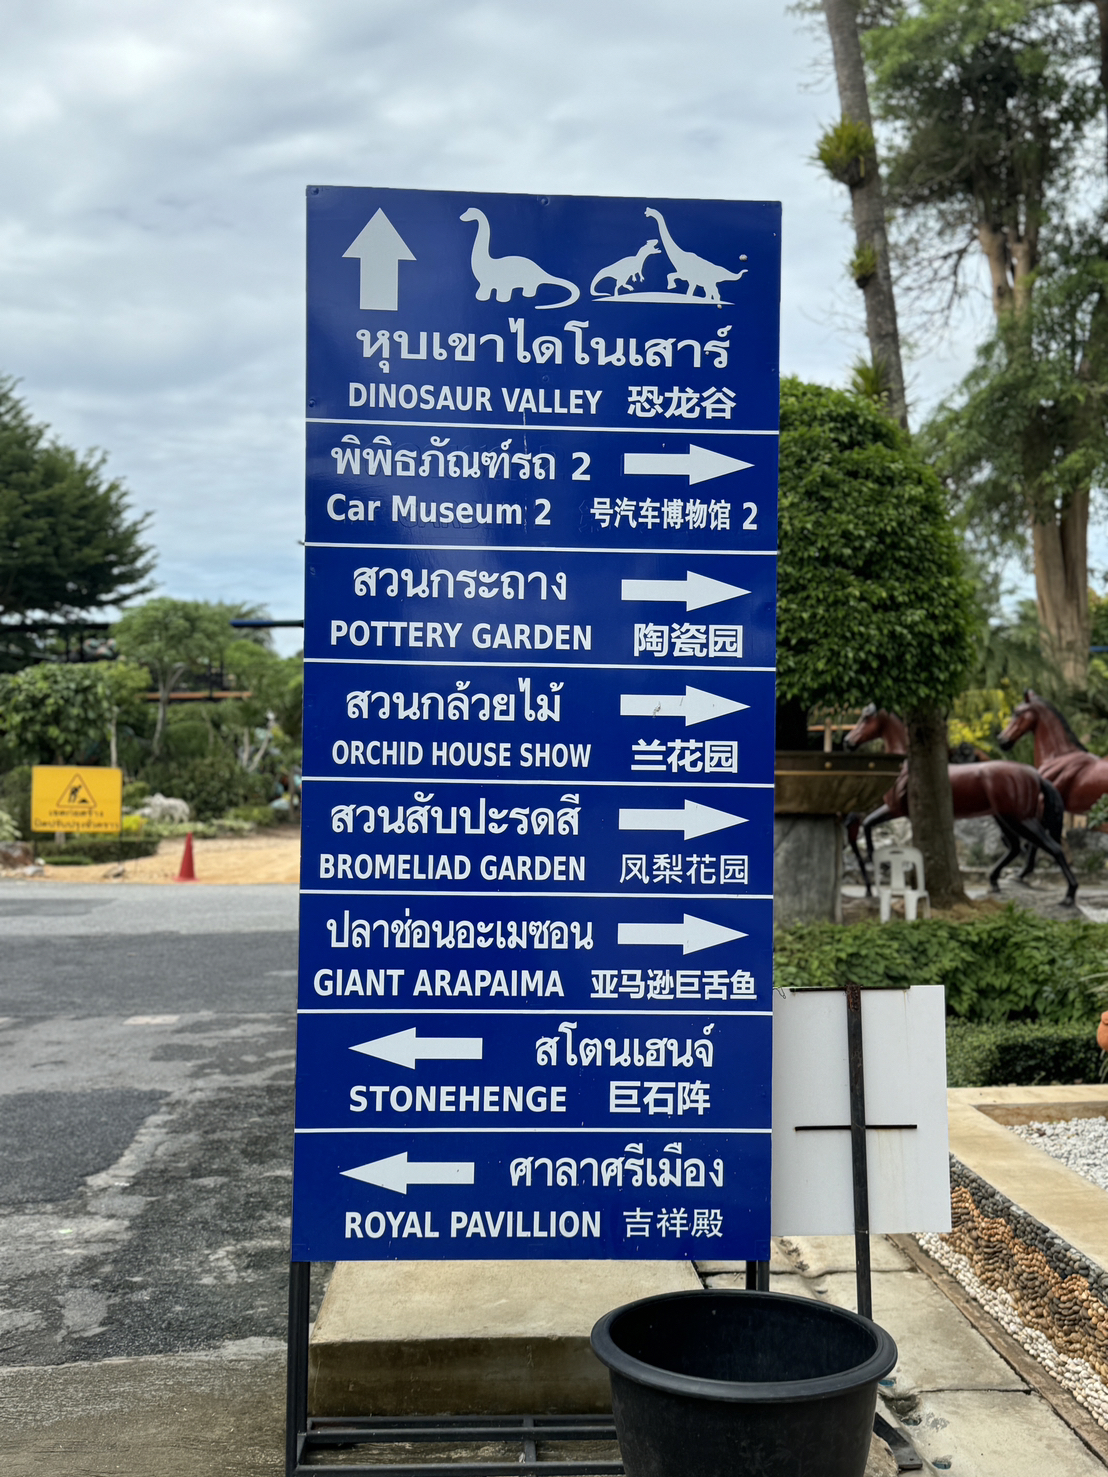 หุบเขาไดโนเสาร์
DINOSAUR VALLEY 恐龙谷
พิพิธภัณฑ์รถ 2
Car Museum 2 号汽车博物馆 2
สวนกระถาง
POTTERY GARDEN 陶瓷园
สวนกล้วยไม้
ORCHID HOUSE SHOW 兰花园
สวนสับปะรดสี
BROMELIAD GARDEN 凤梨花园
ปลาช่อนอะเมซอน
GIANT ARAPAIMA 亚马逊巨舌鱼
สโตนเฮนจ์
STONEHENGE 巨石阵
ศาลาศรีเมือง
ROYAL PAVILLION 吉祥殿